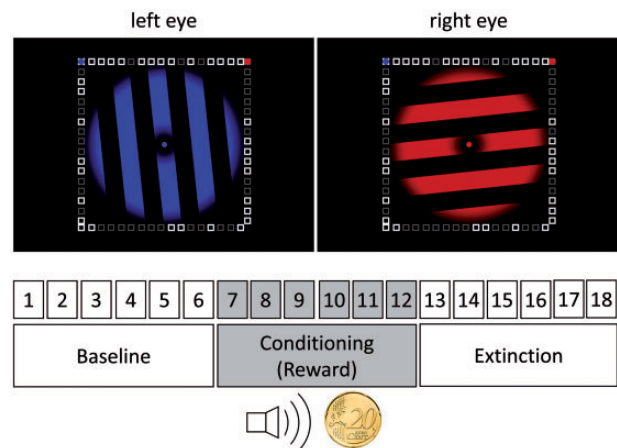 left eye
right eye
1 2 3 4 5 6 7 8 9 10 11 12 13 14 15 16 17 18
Baseline
Conditioning
(Reward)
Extinction
20